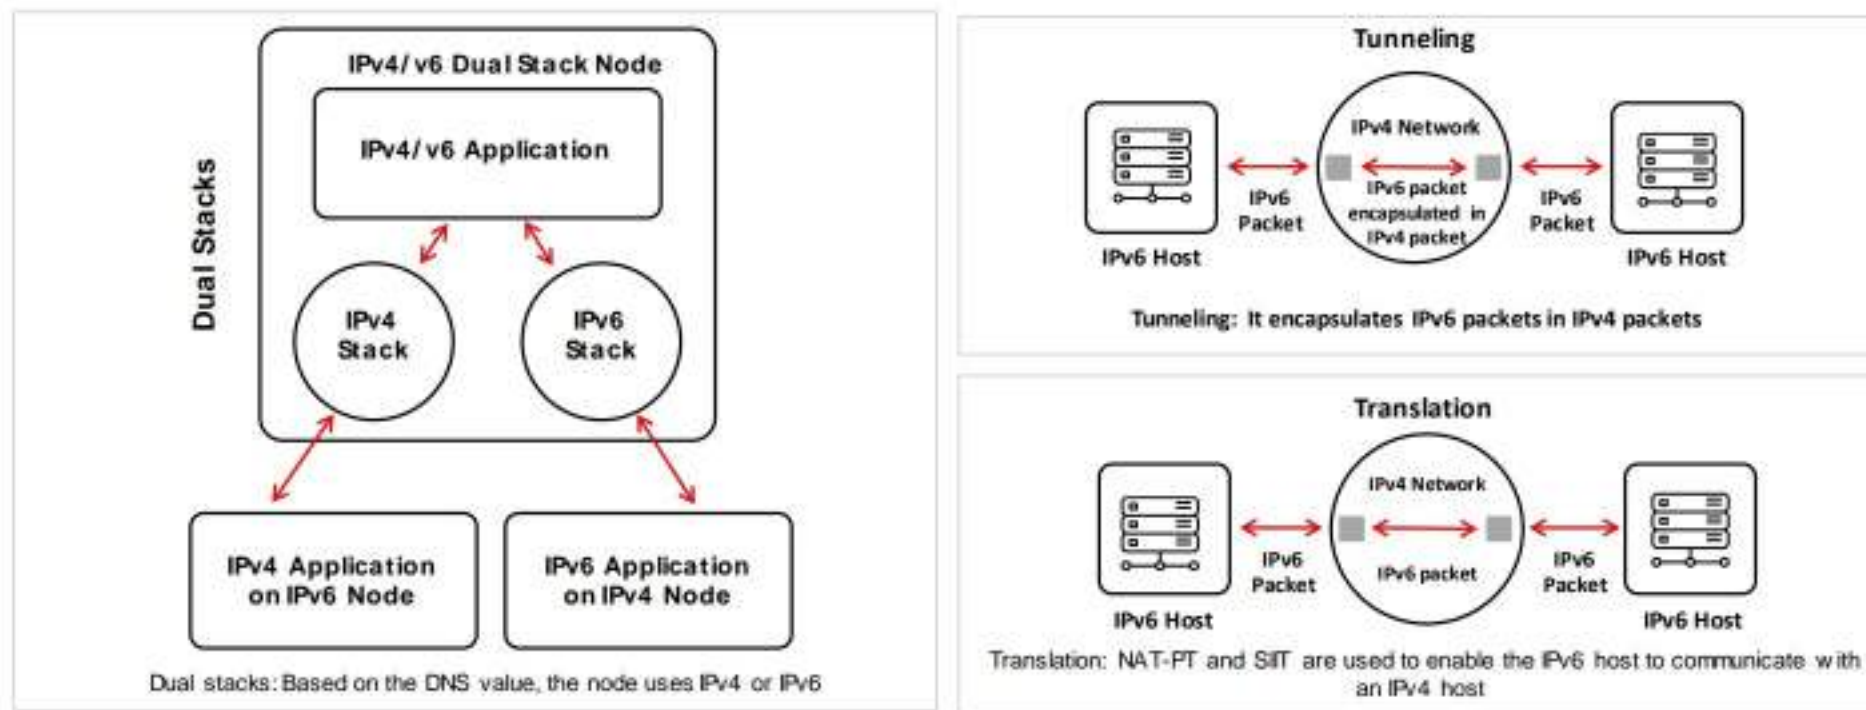 Dual Stacks
IPv4/v6 Dual Stack Node
IPv4/v6 Application
IPv4
Stack
IPv6
Stack
IPv4 Application
on IPv6 Node
IPv6 Application
on IPv4 Node
Dual stacks: Based on the DNS value, the node uses IPv4 or IPv6
Tunneling
IPv6 Host
IPv6
Packet
IPv4 Network
IPv6 packet
encapsulated in
IPv4 packet
IPv6
Packet
IPv6 Host
Tunneling: It encapsulates IPv6 packets in IPv4 packets
Translation
IPv6 Host
IPv6
Packet
IPv4 Network
IPv6 packet
IPv6
Packet
IPv6 Host
Translation: NAT-PT and SIIT are used to enable the IPv6 host to communicate with
an IPv4 host